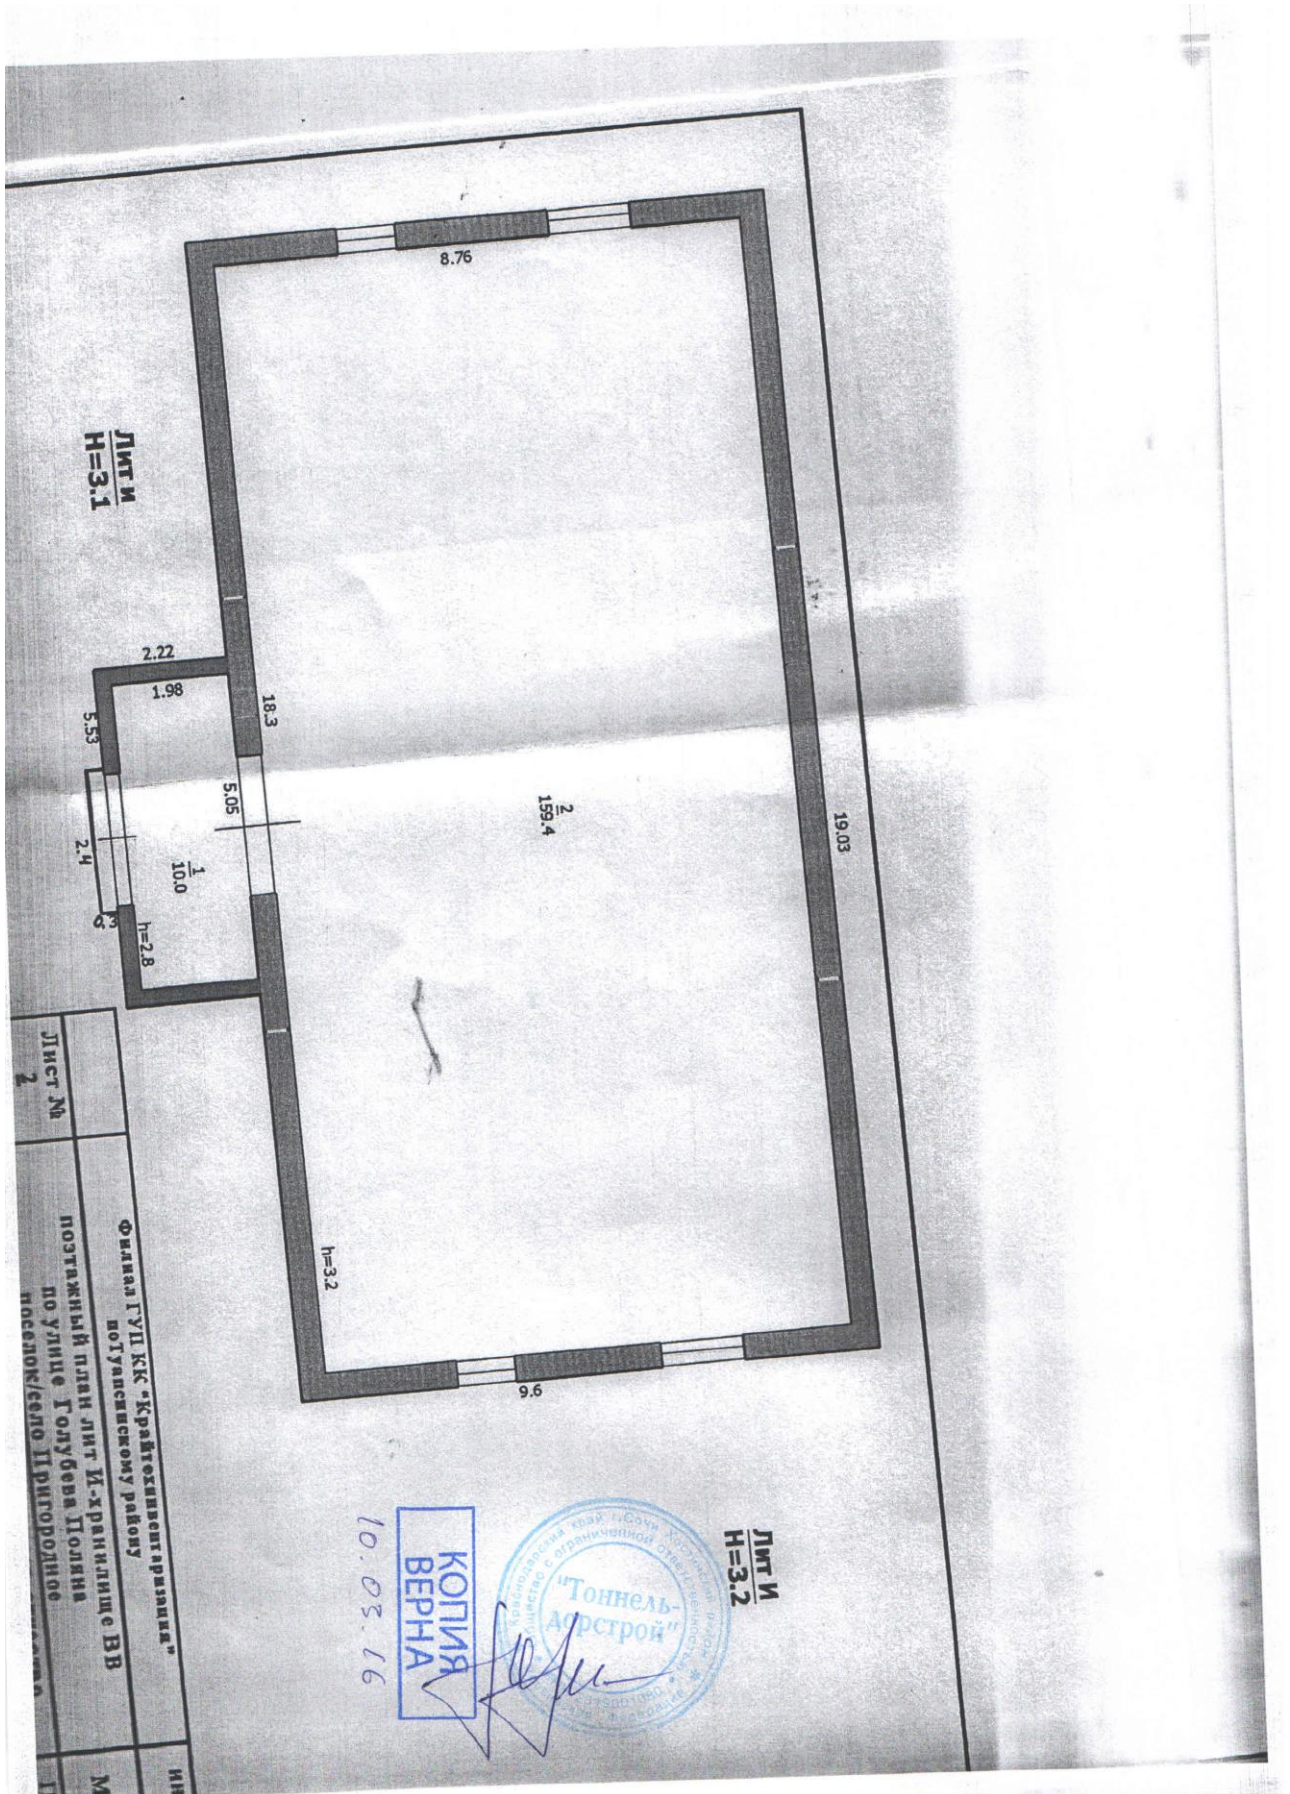 8.76
19.03
2
159.4
18.3
2.22
1.98
5.53
5.05
2.4
0.3
1
10.0
h=2.8
h=3.2
9.6
Лит и
Н=3.1
Лит И
Н=3.2
"Тоннель-
дорстрой"
КОПИЯ
ВЕРНА
10.03.16
Филиал ГУП КК "Крайтехинвентаризация"
поТуапсинскому району
Лист №
2
поэтажный план лит И-хранилище ВВ
по улице Голубева Поляна
поселок/село Пригородное